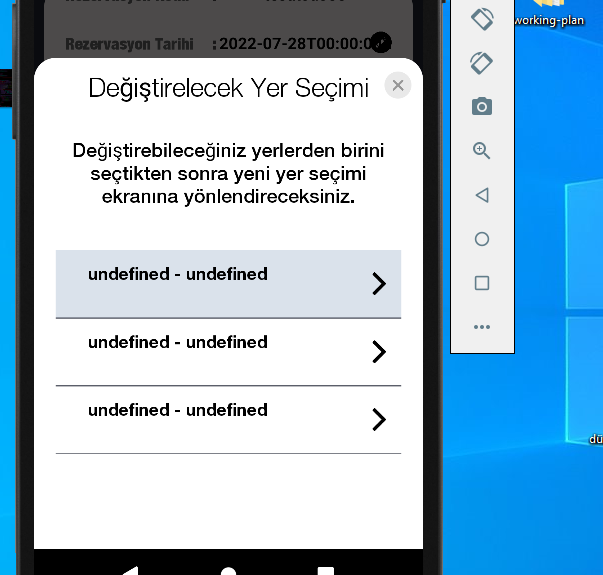 Rezervasyon Tarihi : 2022-07-28T00:00:0
working-plan
Değiştirelecek Yer Seçimi
Değiştirebileceğiniz yerlerden birini
seçtikten sonra yeni yer seçimi
ekranına yönlendireceksiniz.
undefined - undefined
undefined - undefined
undefined - undefined
dü